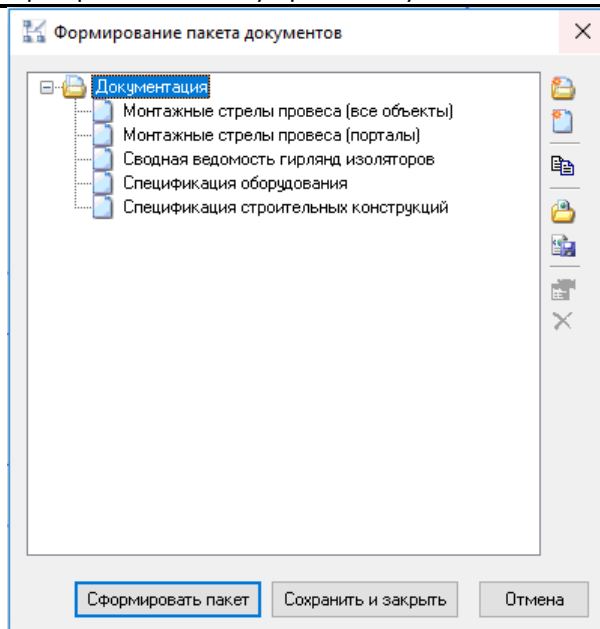 Формирование пакета документов
Документация
Монтажные стрелы провеса (все объекты)
Монтажные стрелы провеса (порталы)
Сводная ведомость гирлянд изоляторов
Спецификация оборудования
Спецификация строительных конструкций
Сформировать пакет
Сохранить и закрыть
Отмена